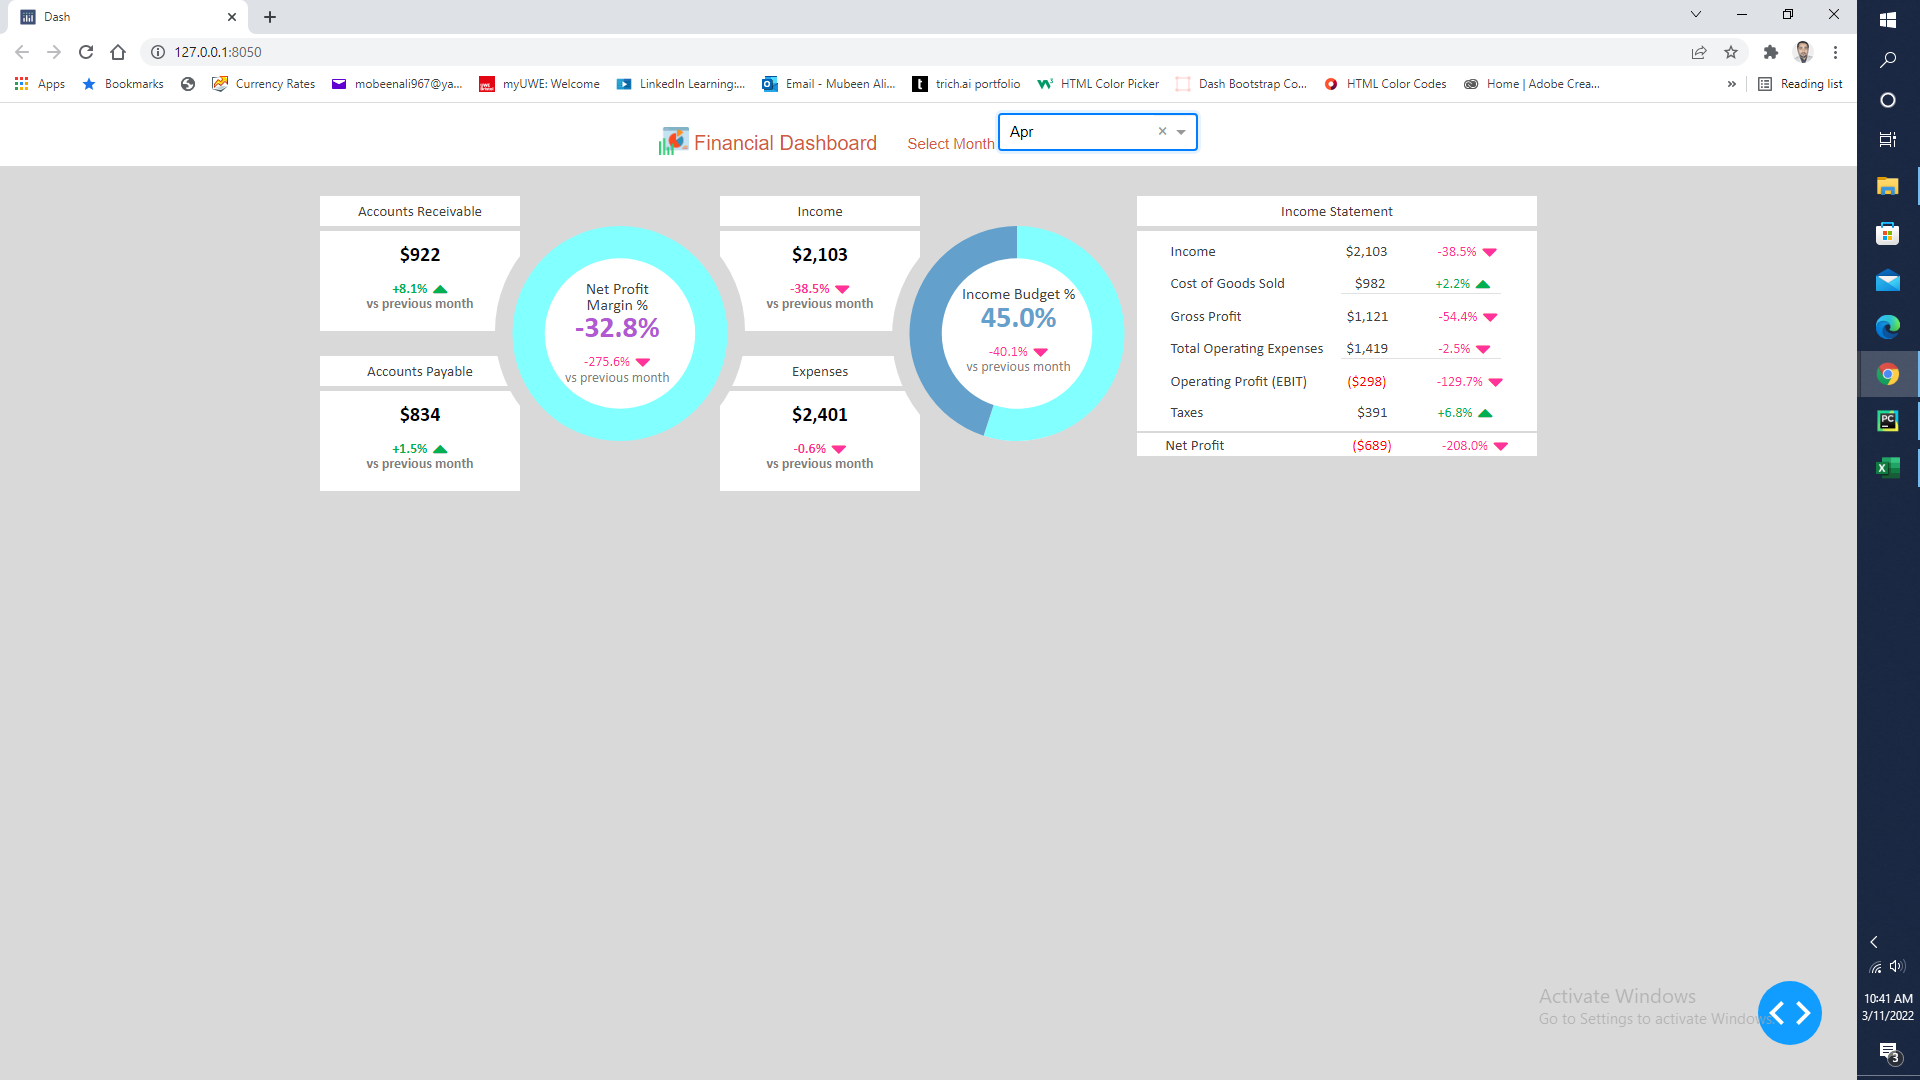 Dash
127.0.0.1:8050
Apps Bookmarks Currency Rates mobeenali967@ya... myUWE: Welcome LinkedIn Learning:... Email - Mubeen Ali... trich.ai portfolio HTML Color Picker Dash Bootstrap Co... HTML Color Codes Home | Adobe Crea... » Reading list
Financial Dashboard Select Month Apr
Accounts Receivable
$922
+8.1%
vs previous month
Accounts Payable
$834
+1.5%
vs previous month
Net Profit
Margin %
-32.8%
-275.6%
vs previous month
Income
$2,103
-38.5%
vs previous month
Expenses
$2,401
-0.6%
vs previous month
Income Budget %
45.0%
-40.1%
vs previous month
Income Statement
Income $2,103 -38.5%
Cost of Goods Sold $982 +2.2%
Gross Profit $1,121 -54.4%
Total Operating Expenses $1,419 -2.5%
Operating Profit (EBIT) ($298) -129.7%
Taxes $391 +6.8%
Net Profit ($689) -208.0%
Activate Windows
Go to Settings to activate Windows.
10:41 AM
3/11/2022
3